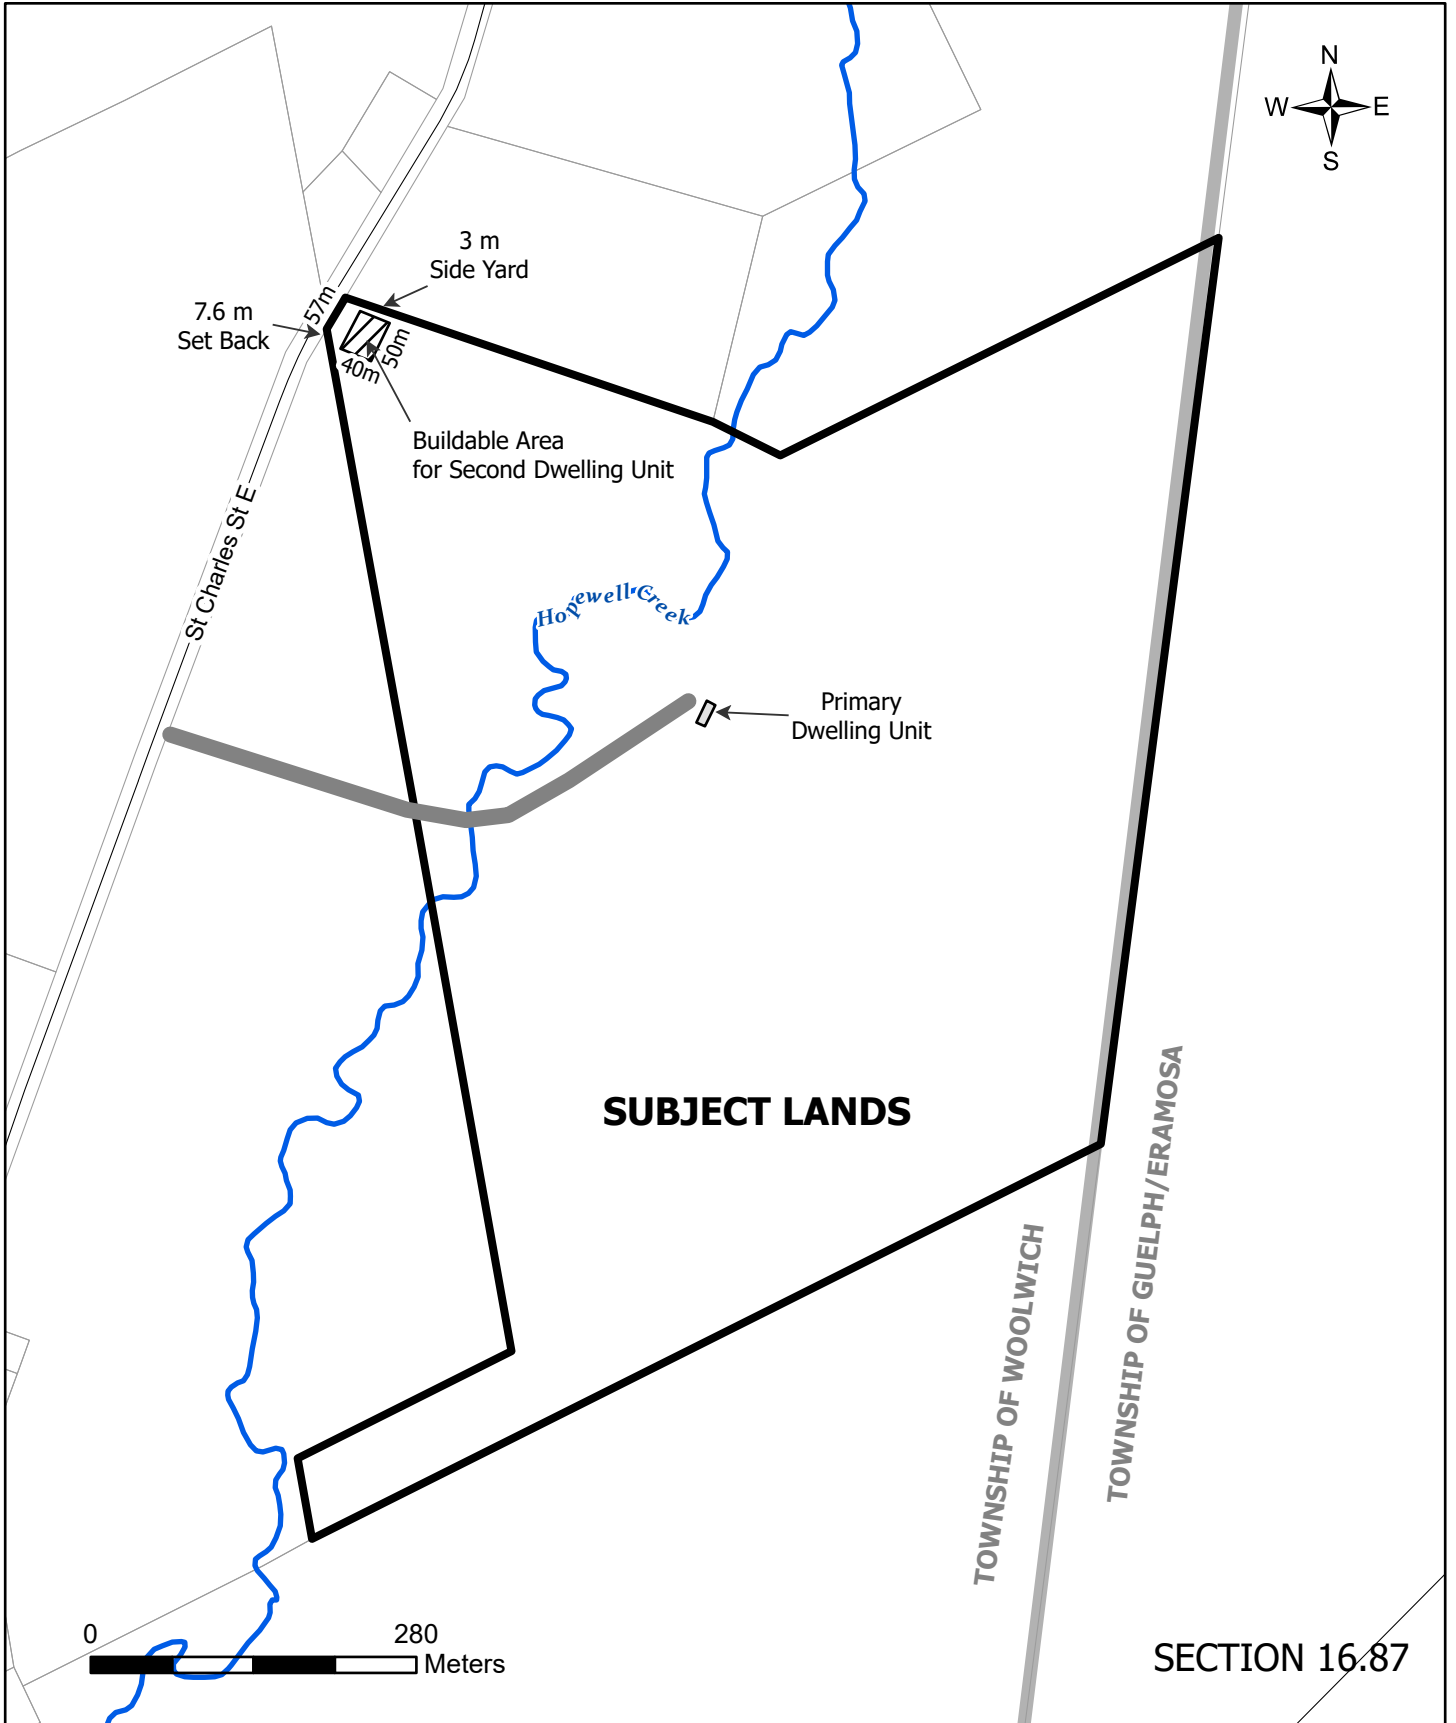 N
W E
S
3 m
Side Yard
57m
7.6 m
Set Back
50m
40m
Buildable Area
for Second Dwelling Unit
St Charles St E
Hopewell Creek
Primary
Dwelling Unit
SUBJECT LANDS
TOWNSHIP OF WOOLWICH
TOWNSHIP OF GUELPH/ERAMOSA
0 280
Meters
SECTION 16.87